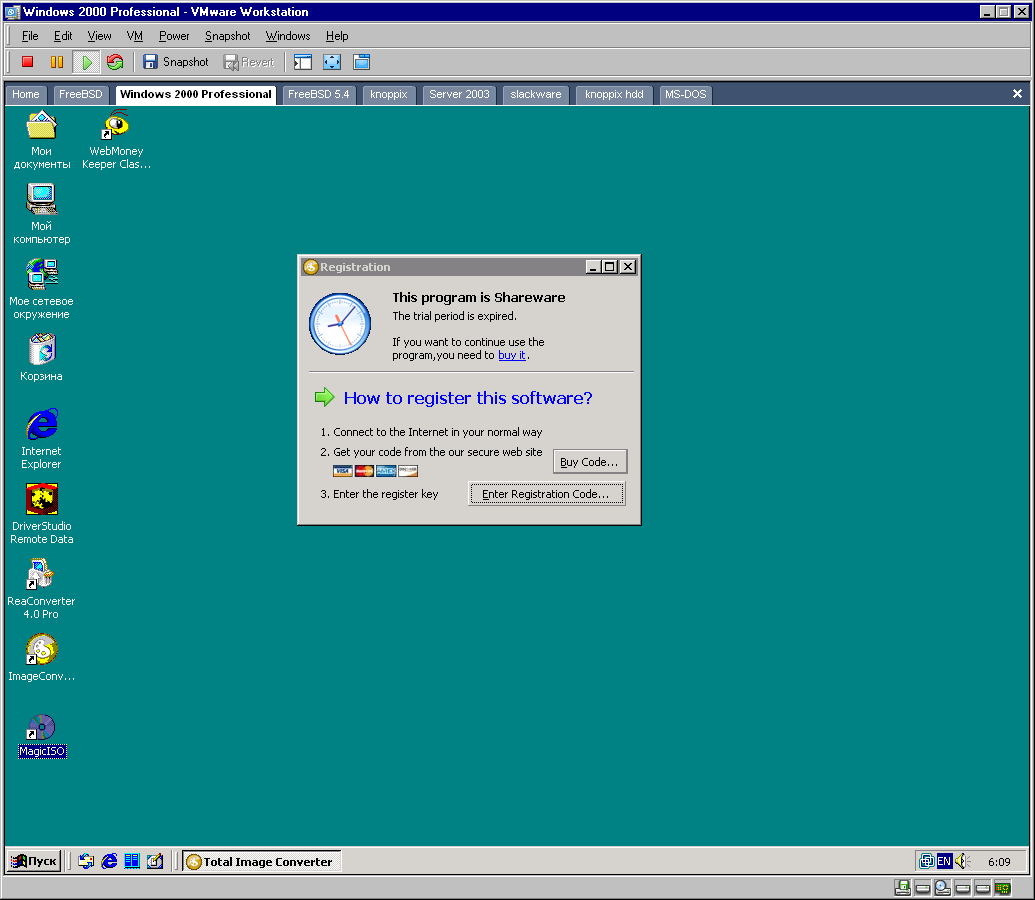 Windows 2000 Professional - VMware Workstation
File Edit View VM Power Snapshot Windows Help
Snapshot Revert
Home FreeBSD Windows 2000 Professional FreeBSD 5.4 knoppix Server 2003 slackware knoppix hdd MS-DOS
Мои
документы
WebMoney
Keeper Clas...
Мой
компьютер
Мое сетевое
окружение
Корзина
Internet
Explorer
DriverStudio
Remote Data
ReaConverter
4.0 Pro
ImageConv...
MagicISO
Registration
This program is Shareware
The trial period is expired.
If you want to continue use the
program,you need to buy it.
How to register this software?
1. Connect to the Internet in your normal way
2. Get your code from the our secure web site
VISA
Buy Code...
3. Enter the register key
Enter Registration Code...
Пуск
Total Image Converter
EN
6:09